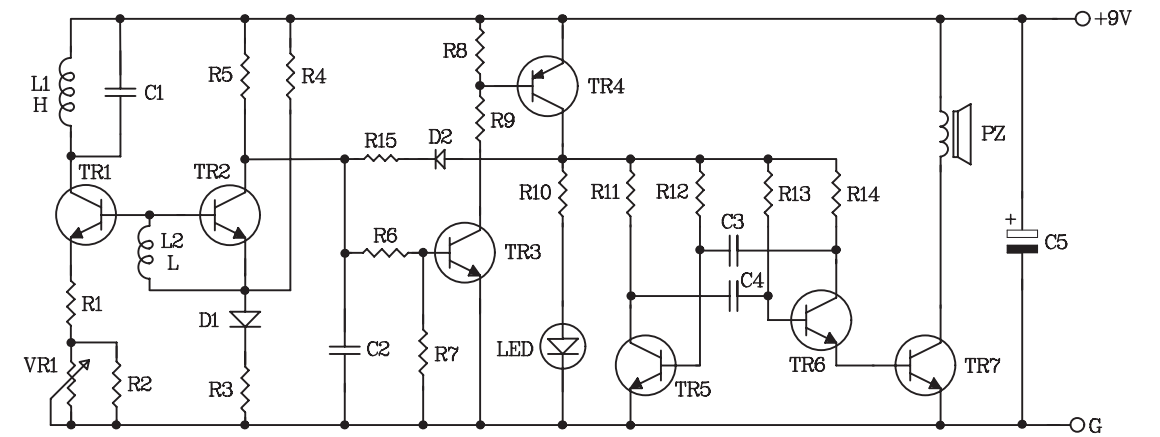 +9V
R8
L1
H
C1
R5
R4
TR4
R9
PZ
R15
D2
TR1
TR2
R10
R11
R12
R13
R14
L2
L
R6
TR3
C3
+
C5
C4
R1
D1
VR1
R2
R3
C2
R7
LED
TR5
TR6
TR7
G